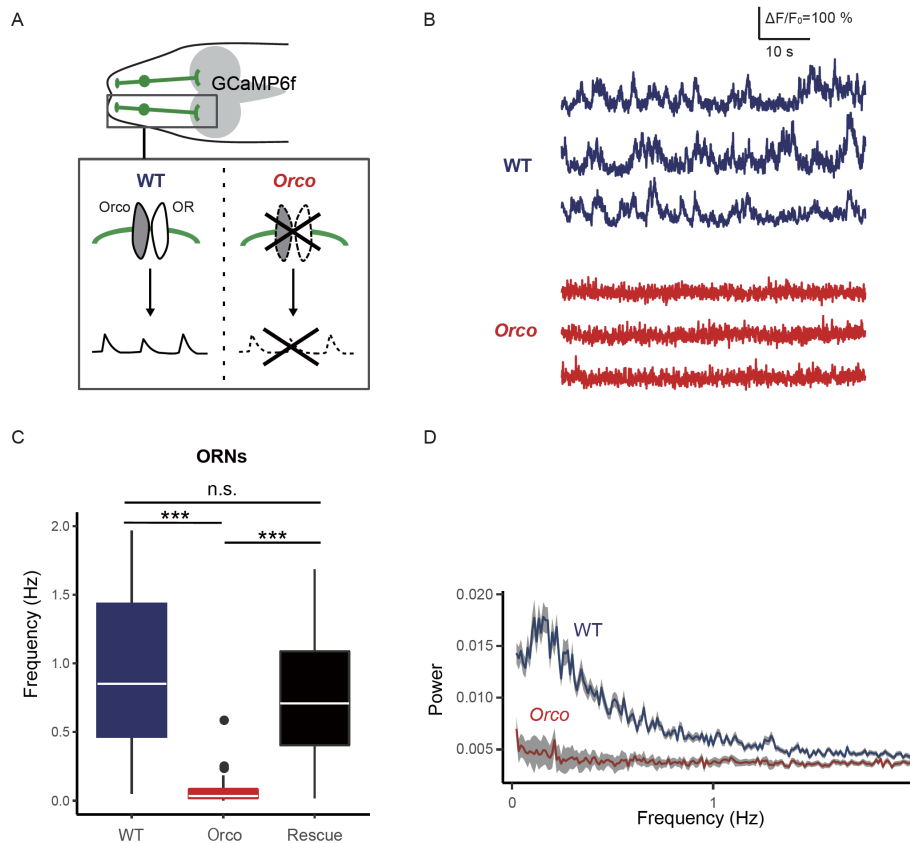 A
GCaMP6f
WT
Orco
Orco
OR
B
ΔF/F₀=100 %
10 s
WT
Orco
C
ORNs
n.s.
***
***
2.0
1.5
1.0
0.5
0.0
Frequency (Hz)
WT
Orco
Rescue
D
0.020
0.015
0.010
0.005
Power
WT
Orco
0
1
Frequency (Hz)